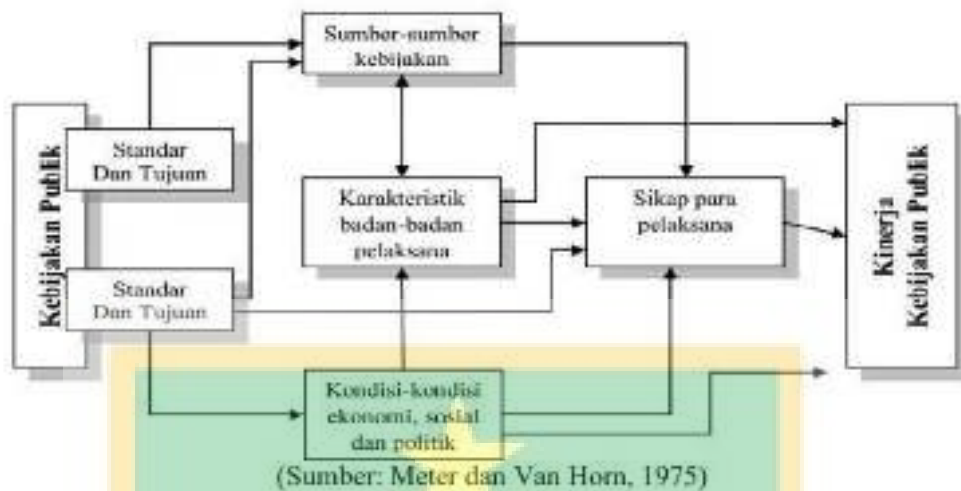 Sumber-sumber
kebijakan
Kebijakan Publik
Standar
Dan Tujuan
Karakteristik
badan-badan
pelaksana
Sikap para
pelaksana
Kinerja
Kebijakan Publik
Standar
Dan Tujuan
Kondisi-kondisi
ekonomi, sosial
dan politik
(Sumber: Meter dan Van Horn, 1975)